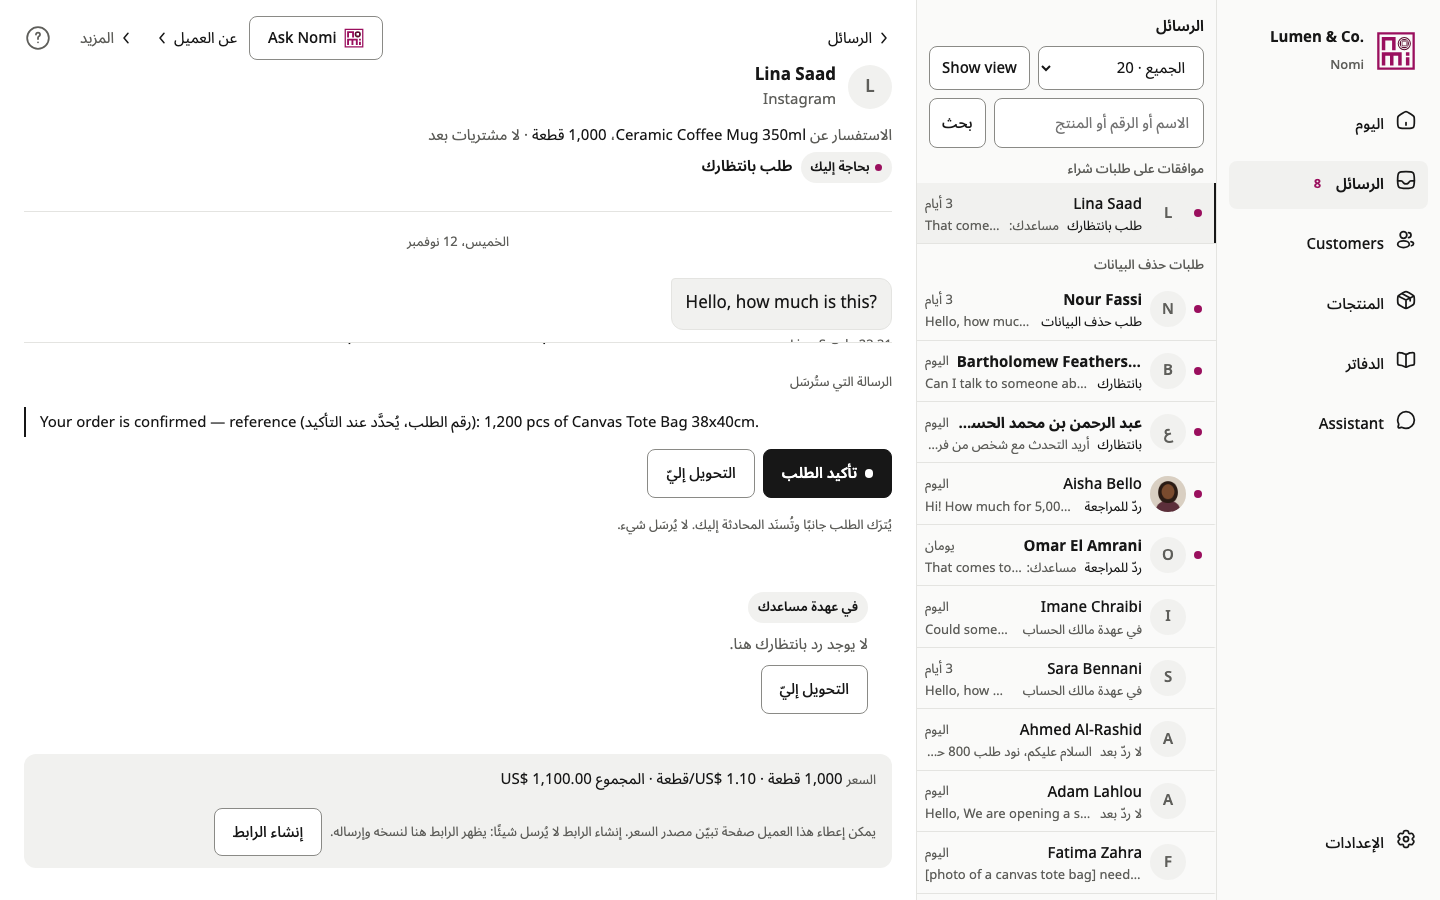 Lumen & Co.
Nomi
اليوم
الرسائل 8
Customers
المنتجات
الدفاتر
Assistant
الإعدادات
الرسائل
الجميع · 20
Show view
الاسم أو الرقم أو المنتج
بحث
موافقات على طلبات شراء
L
Lina Saad
3 أيام
طلب بانتظارك
مساعدك: That come…
طلبات حذف البيانات
N
Nour Fassi
3 أيام
طلب حذف البيانات
Hello, how muc…
B
Bartholomew Feathers…
اليوم
بانتظارك
Can I talk to someone ab…
ع
عبد الرحمن بن محمد الحسـ…
اليوم
بانتظارك
أريد التحدث مع شخص من فر…
Aisha Bello
اليوم
ردّ للمراجعة
Hi! How much for 5,00…
O
Omar El Amrani
يومان
ردّ للمراجعة
مساعدك: That comes to…
I
Imane Chraibi
اليوم
في عهدة مالك الحساب
Could some…
S
Sara Bennani
3 أيام
في عهدة مالك الحساب
Hello, how …
A
Ahmed Al-Rashid
اليوم
لا ردّ بعد
السلام عليكم، نود طلب 800 حـ…
A
Adam Lahlou
اليوم
لا ردّ بعد
Hello, We are opening a s…
F
Fatima Zahra
اليوم
[photo of a canvas tote bag] need…
الرسائل
Ask Nomi
عن العميل
المزيد
?
L
Lina Saad
Instagram
الاستفسار عن Ceramic Coffee Mug 350ml، 1,000 قطعة · لا مشتريات بعد
بحاجة إليك
طلب بانتظارك
الخميس، 12 نوفمبر
Hello, how much is this?
الرسالة التي ستُرسَل
Your order is confirmed — reference (رقم الطلب، يُحدَّد عند التأكيد): 1,200 pcs of Canvas Tote Bag 38x40cm.
تأكيد الطلب
التحويل إليّ
يُترَك الطلب جانبًا وتُسنَد المحادثة إليك. لا يُرسَل شيء.
في عهدة مساعدك
لا يوجد رد بانتظارك هنا.
التحويل إليّ
السعر 1,000 قطعة · US$ 1.10/قطعة · المجموع US$ 1,100.00
يمكن إعطاء هذا العميل صفحة تبيّن مصدر السعر. إنشاء الرابط لا يُرسل شيئًا: يظهر الرابط هنا لنسخه وإرساله.
إنشاء الرابط